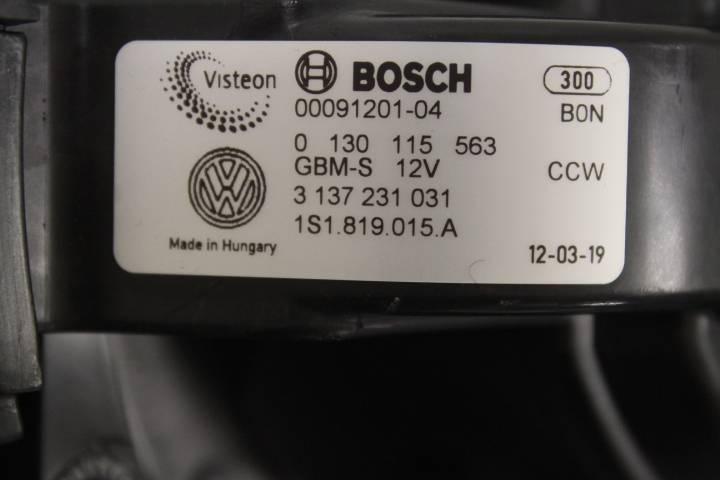 Visteon
BOSCH
300
00091201-04
B0N
0 130 115 563
GBM-S 12V
CCW
3 137 231 031
1S1.819.015.A
Made in Hungary
12-03-19